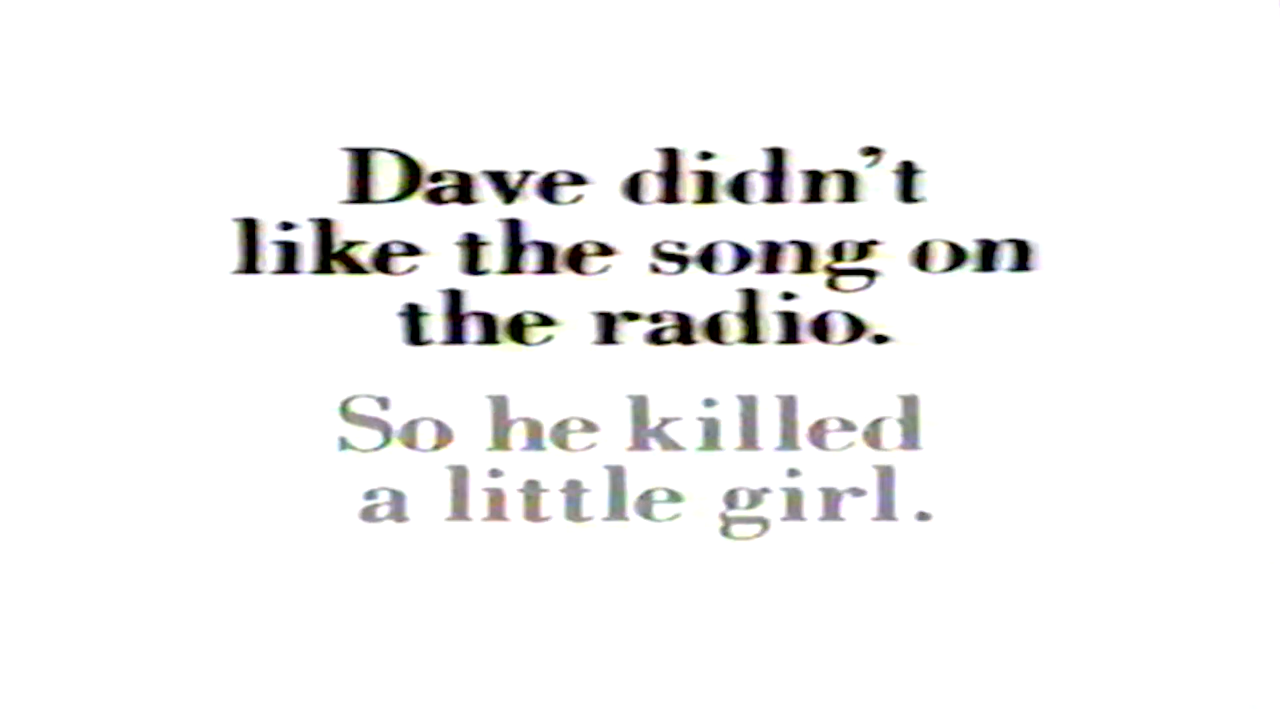 Dave didn’t
like the song on
the radio.
So he killed
a little girl.